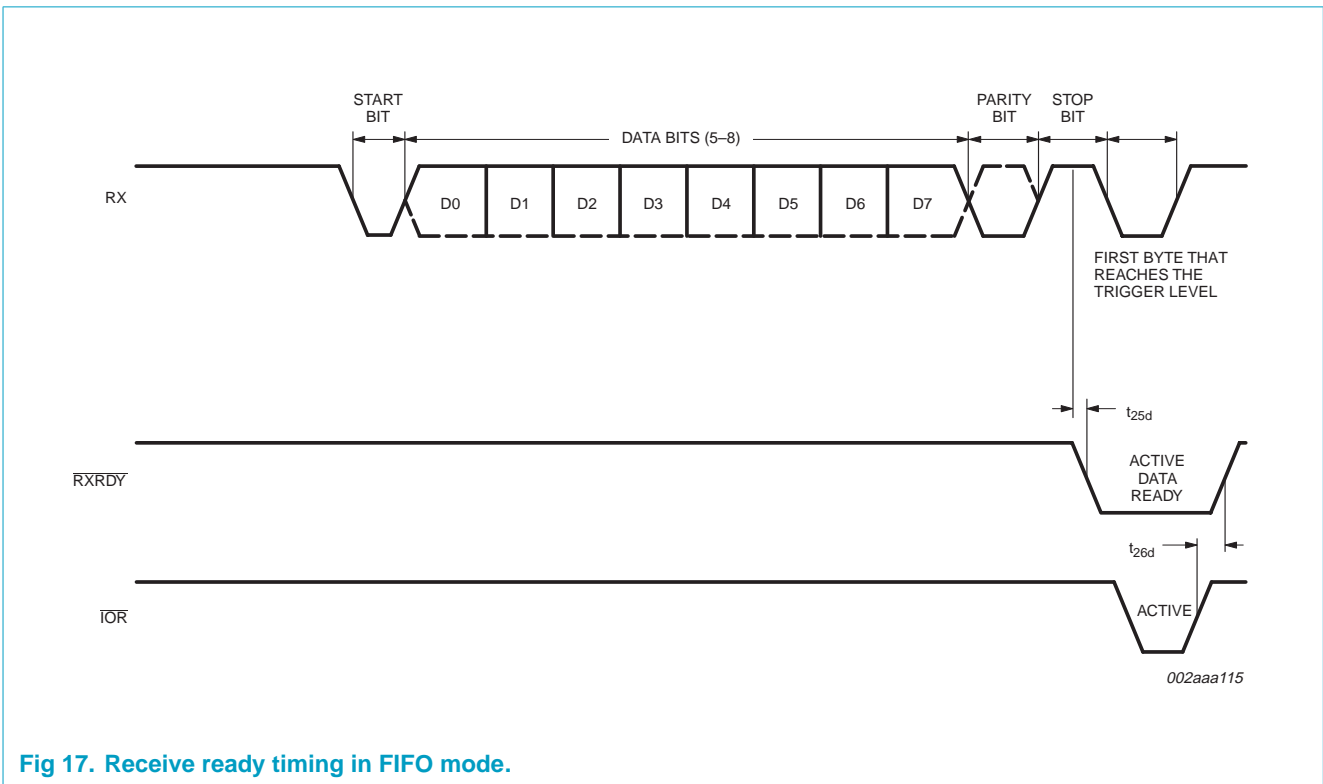 START
BIT
DATA BITS (5–8)
PARITY
BIT
STOP
BIT
RX
D0 D1 D2 D3 D4 D5 D6 D7
FIRST BYTE THAT
REACHES THE
TRIGGER LEVEL
t25d
RXRDY
ACTIVE
DATA
READY
t26d
IOR
ACTIVE
002aaa115
Fig 17. Receive ready timing in FIFO mode.